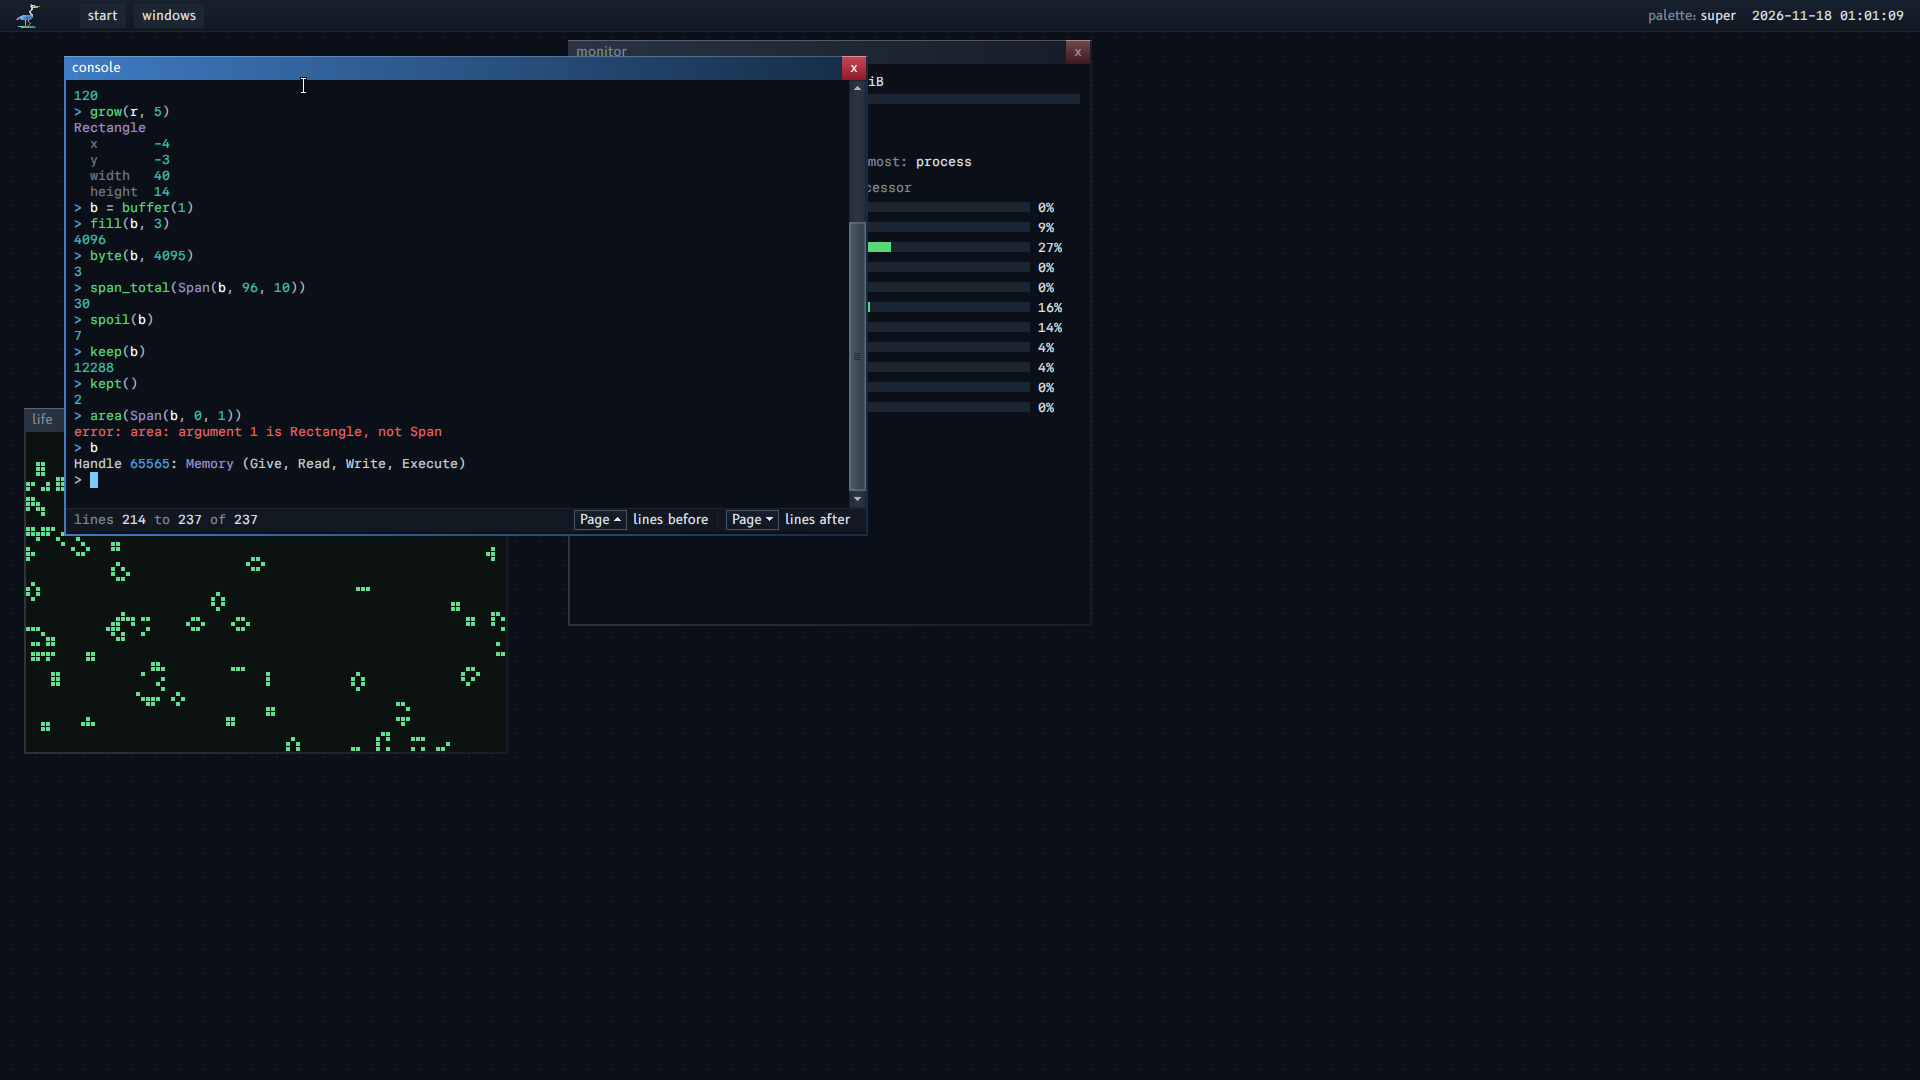 start windows palette: super 2026-11-18 01:01:09
monitor x
console x
120
> grow(r, 5)
Rectangle
x -4
y -3
width 40
height 14
> b = buffer(1)
> fill(b, 3)
4096
> byte(b, 4095)
3
> span_total(Span(b, 96, 10))
30
> spoil(b)
7
> keep(b)
12288
> kept()
2
> area(Span(b, 0, 1))
error: area: argument 1 is Rectangle, not Span
> b
Handle 65565: Memory (Give, Read, Write, Execute)
>
lines 214 to 237 of 237 Page lines before Page lines after
iB
most: process
cessor
0%
9%
27%
0%
0%
16%
14%
4%
4%
0%
0%
life